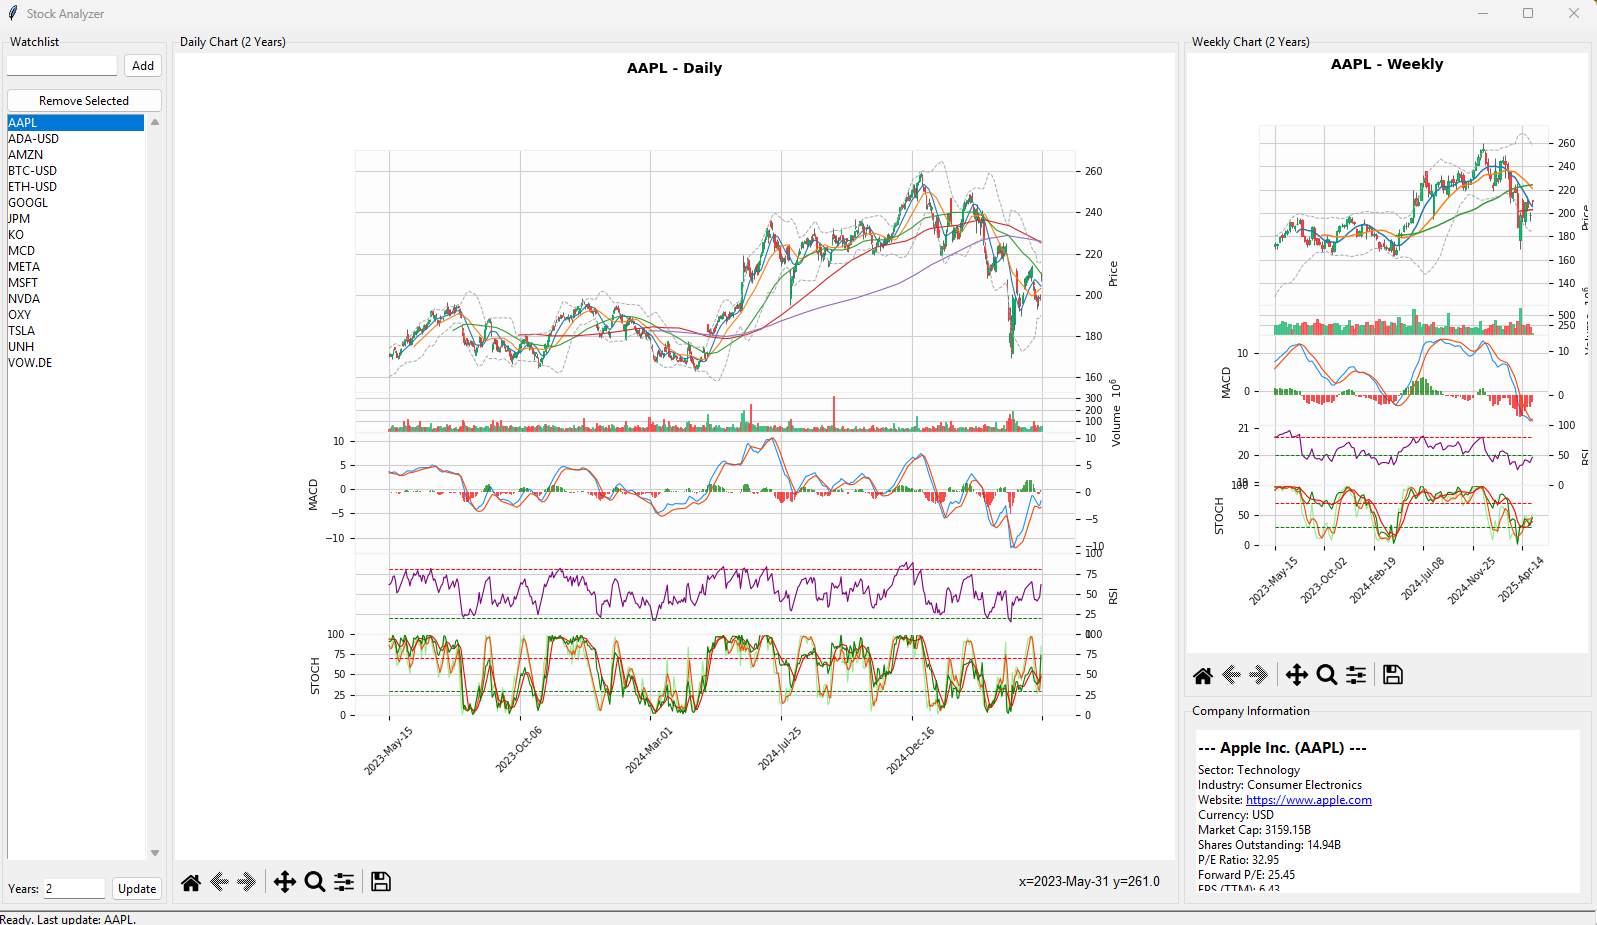 Stock Analyzer
Watchlist
Add
Remove Selected
AAPL
ADA-USD
AMZN
BTC-USD
ETH-USD
GOOGL
JPM
KO
MCD
META
MSFT
NVDA
OXY
TSLA
UNH
VOW.DE
Years: 2
Update
Daily Chart (2 Years)
AAPL - Daily
260
240
220
200
180
160
Price
300
200
100
Volume 10^6
10
5
0
−5
−10
MACD
10
5
0
−5
−10
100
75
50
25
RSI
100
75
50
25
0
STOCH
100
75
50
25
0
2023-May-15
2023-Oct-06
2024-Mar-01
2024-Jul-25
2024-Dec-16
x=2023-May-31 y=261.0
Weekly Chart (2 Years)
AAPL - Weekly
260
240
220
200
180
160
140
Price
500
250
10
0
MACD
10
0
21
20
100
50
0
RSI
100
50
0
STOCH
2023-May-15
2023-Oct-02
2024-Feb-19
2024-Jul-08
2024-Nov-25
2025-Apr-14
Company Information
--- Apple Inc. (AAPL) ---
Sector: Technology
Industry: Consumer Electronics
Website: https://www.apple.com
Currency: USD
Market Cap: 3159.15B
Shares Outstanding: 14.94B
P/E Ratio: 32.95
Forward P/E: 25.45
EPS (TTM): 6.43
Ready. Last update: AAPL.